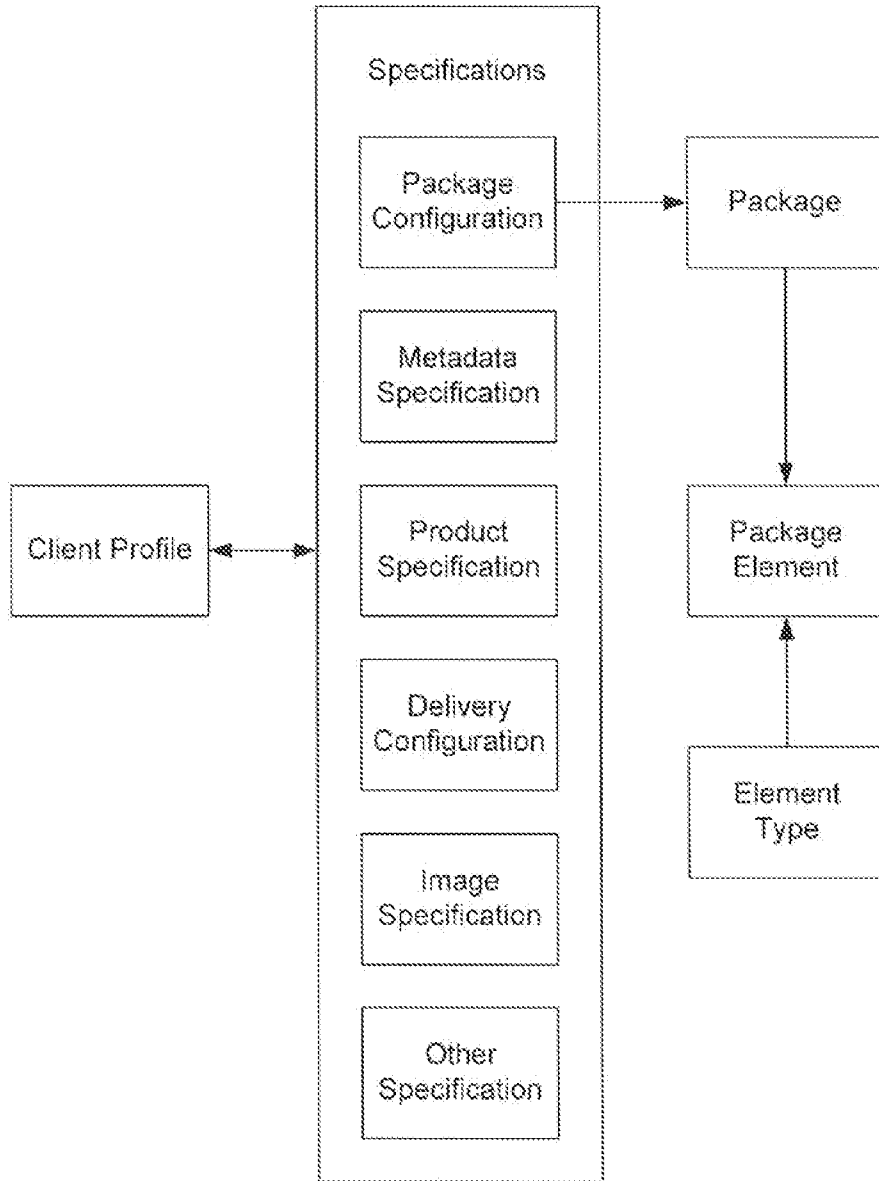 Specifications
Package
Configuration
Package
Metadata
Specification
Client Profile
Product
Specification
Package
Element
Delivery
Configuration
Element
Type
Image
Specification
Other
Specification